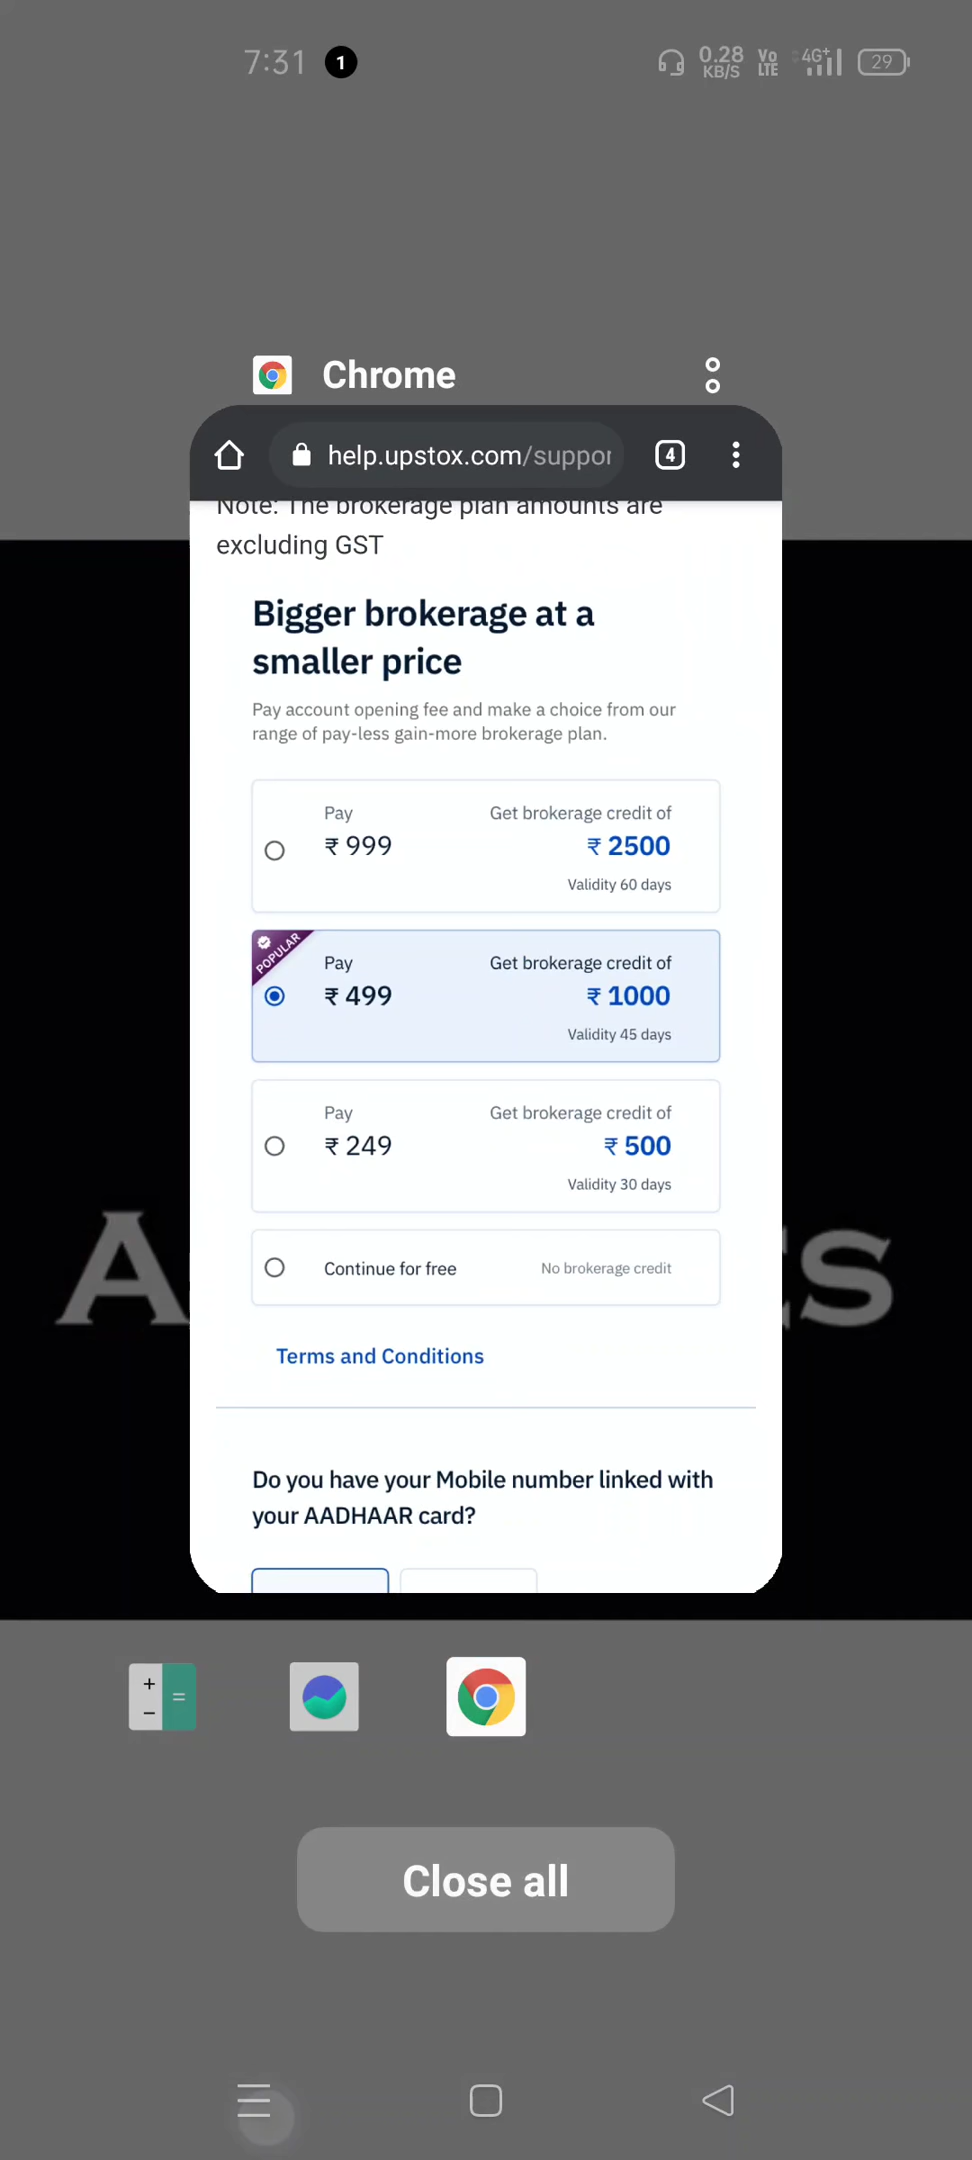 7:31 1 0.28 KB/S Vo LTE 4G+ 29
Chrome
help.upstox.com/suppor 4
Note: The brokerage plan amounts are
excluding GST
Bigger brokerage at a
smaller price
Pay account opening fee and make a choice from our
range of pay-less gain-more brokerage plan.
Pay Get brokerage credit of
₹ 999 ₹ 2500
Validity 60 days
POPULAR
Pay Get brokerage credit of
₹ 499 ₹ 1000
Validity 45 days
Pay Get brokerage credit of
₹ 249 ₹ 500
Validity 30 days
A S
Continue for free No brokerage credit
Terms and Conditions
Do you have your Mobile number linked with
your AADHAAR card?
+ − =
Close all